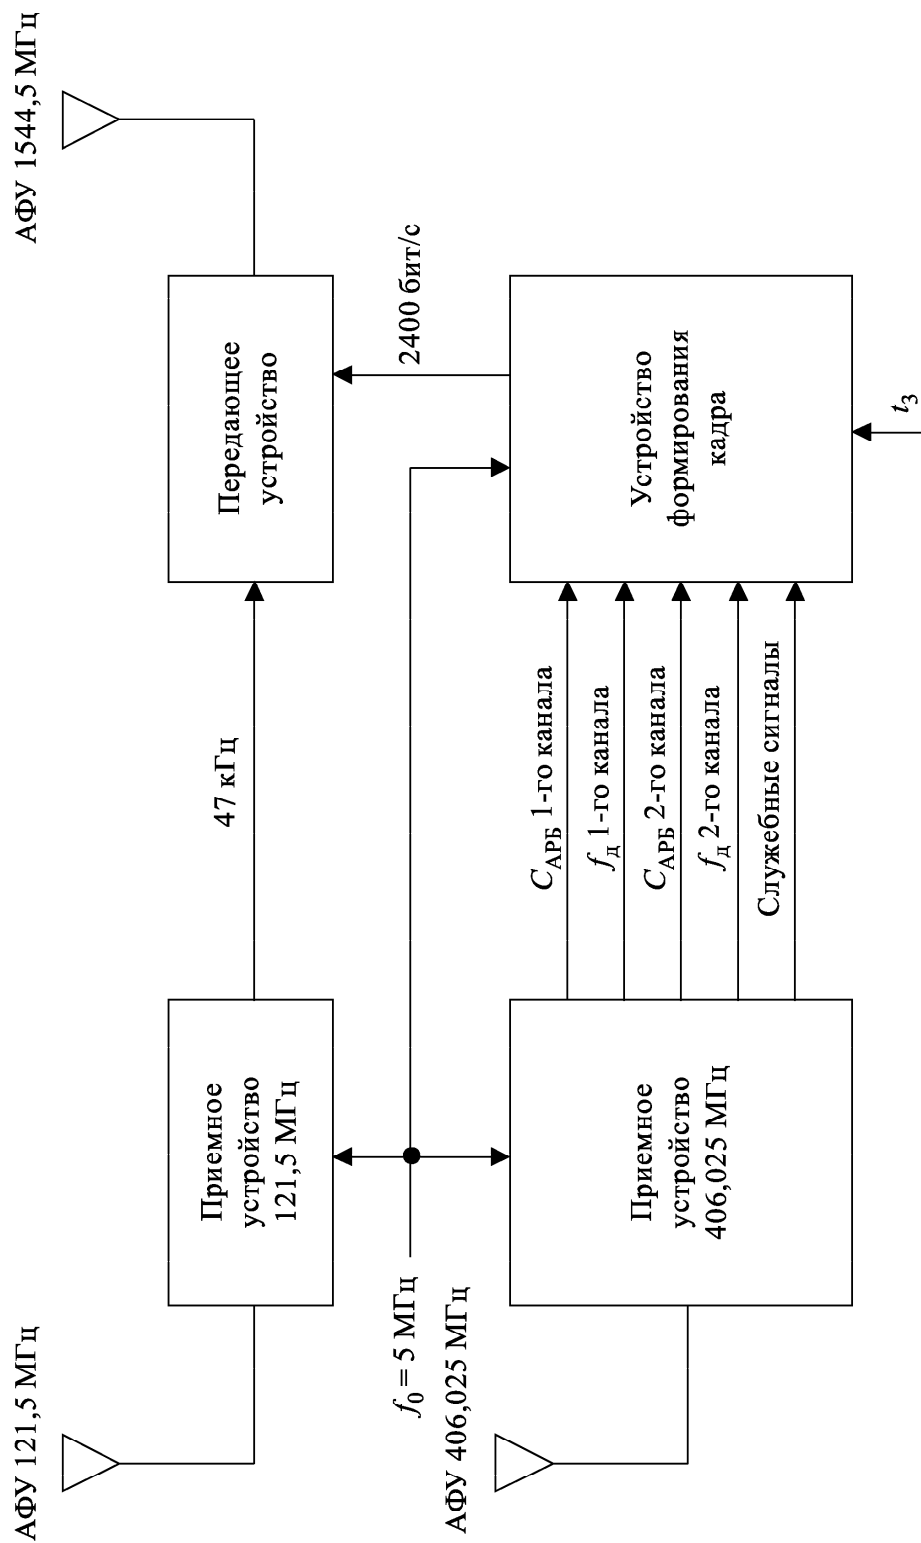 АФУ 121,5 МГц
АФУ 1544,5 МГц
Приемное
устройство
121,5 МГц
47 кГц
Передающее
устройство
f₀ = 5 МГц
2400 бит/с
АФУ 406,025 МГц
Приемное
устройство
406,025 МГц
C_АРБ 1-го канала
f_д 1-го канала
C_АРБ 2-го канала
f_д 2-го канала
Служебные сигналы
Устройство
формирования
кадра
t₃